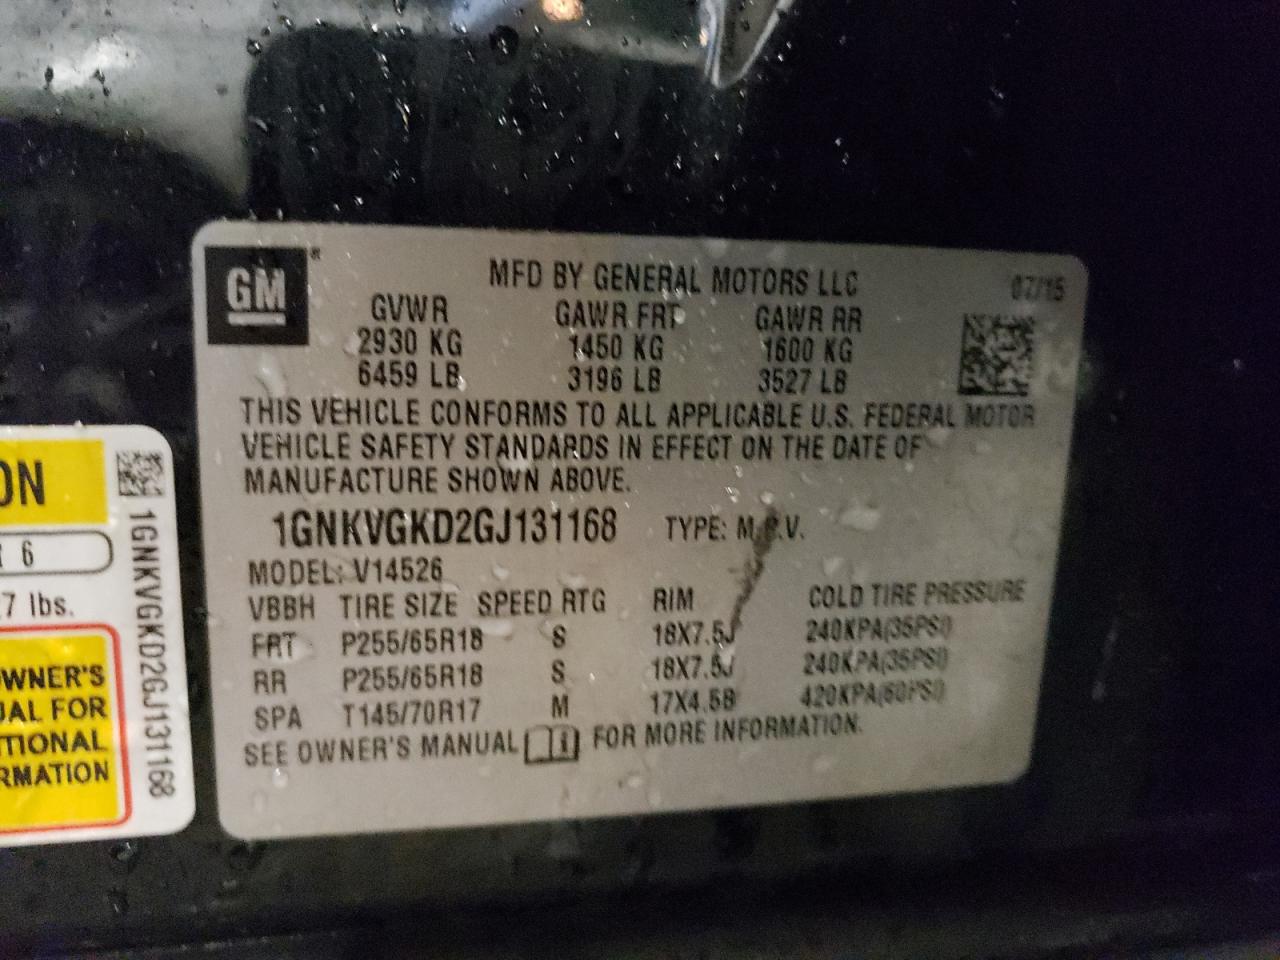 GM
MFD BY GENERAL MOTORS LLC
07/15
GVWR GAWR FRT GAWR RR
2930 KG 1450 KG 1600 KG
6459 LB 3196 LB 3527 LB
THIS VEHICLE CONFORMS TO ALL APPLICABLE U.S. FEDERAL MOTOR
VEHICLE SAFETY STANDARDS IN EFFECT ON THE DATE OF
MANUFACTURE SHOWN ABOVE.
1GNKVGKD2GJ131168 TYPE: M.P.V.
MODEL: V14526
VBBH TIRE SIZE SPEED RTG RIM COLD TIRE PRESSURE
FRT P255/65R18 S 18X7.5J 240KPA(35PSI)
RR P255/65R18 S 18X7.5J 240KPA(35PSI)
SPA T145/70R17 M 17X4.5B 420KPA(60PSI)
SEE OWNER'S MANUAL FOR MORE INFORMATION.
ON
R 6
7 lbs.
OWNER'S
UAL FOR
TIONAL
RMATION
1GNKVGKD2GJ131168